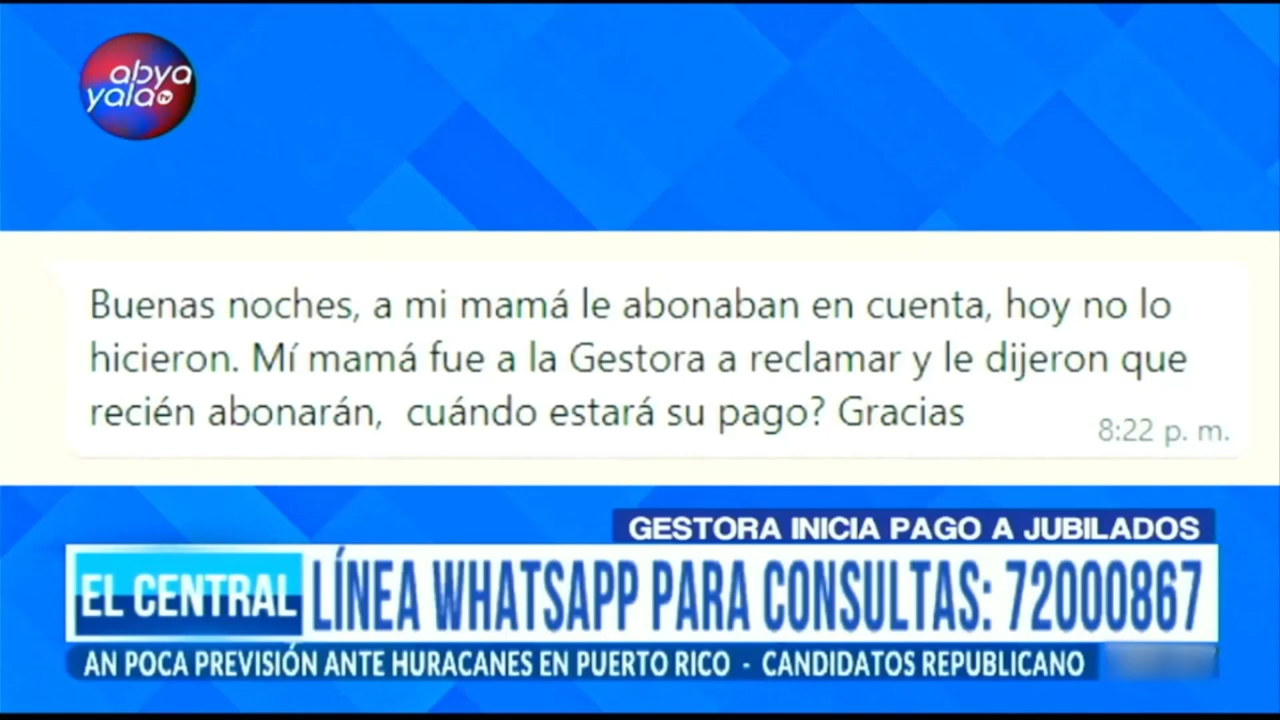 abya
yala tv
Buenas noches, a mi mamá le abonaban en cuenta, hoy no lo
hicieron. Mí mamá fue a la Gestora a reclamar y le dijeron que
recién abonarán,  cuándo estará su pago? Gracias
8:22 p. m.
GESTORA INICIA PAGO A JUBILADOS
EL CENTRAL
LÍNEA WHATSAPP PARA CONSULTAS: 72000867
AN POCA PREVISIÓN ANTE HURACANES EN PUERTO RICO - CANDIDATOS REPUBLICANO